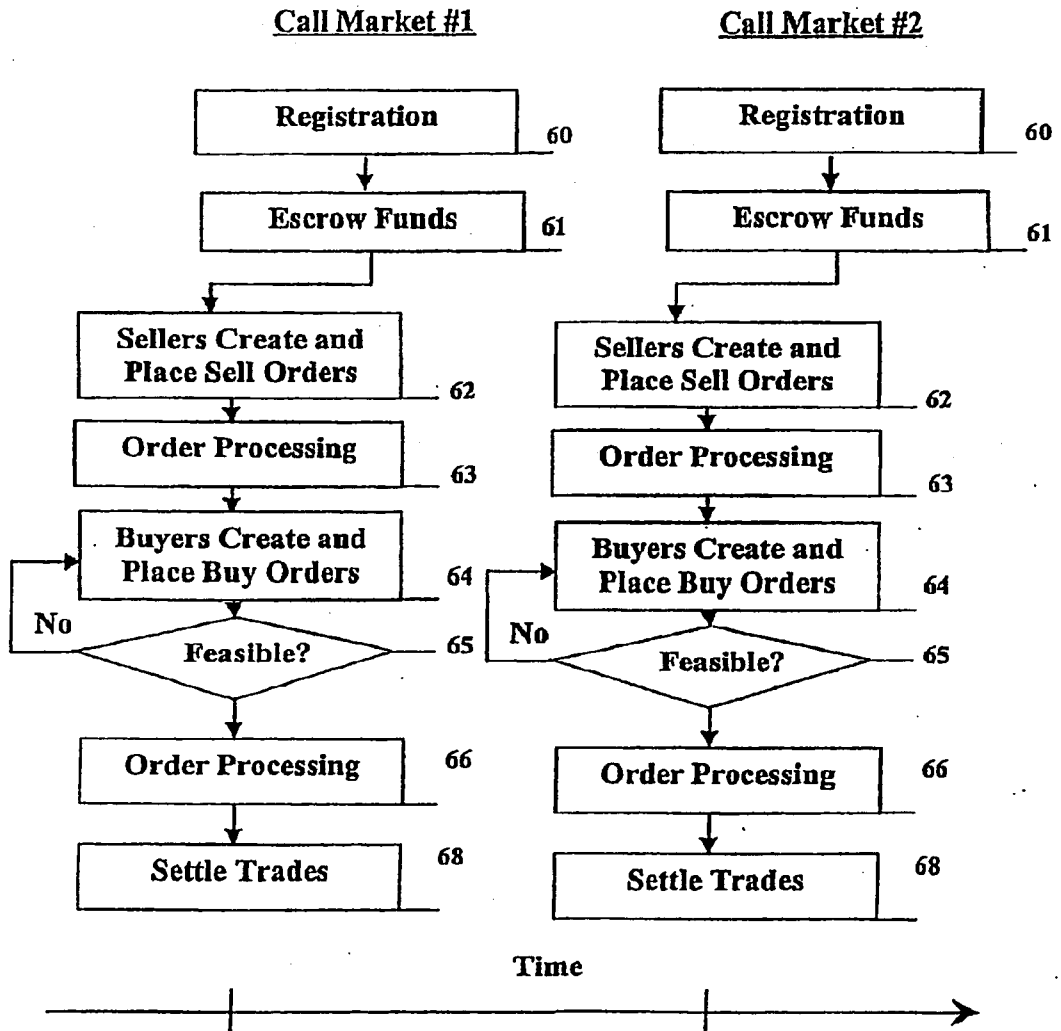 Call Market #1
Registration
60
Escrow Funds
61
Sellers Create and
Place Sell Orders
62
Order Processing
63
Buyers Create and
Place Buy Orders
64
No
Feasible?
65
Order Processing
66
Settle Trades
68
Call Market #2
Registration
60
Escrow Funds
61
Sellers Create and
Place Sell Orders
62
Order Processing
63
Buyers Create and
Place Buy Orders
64
No
Feasible?
65
Order Processing
66
Settle Trades
68
Time